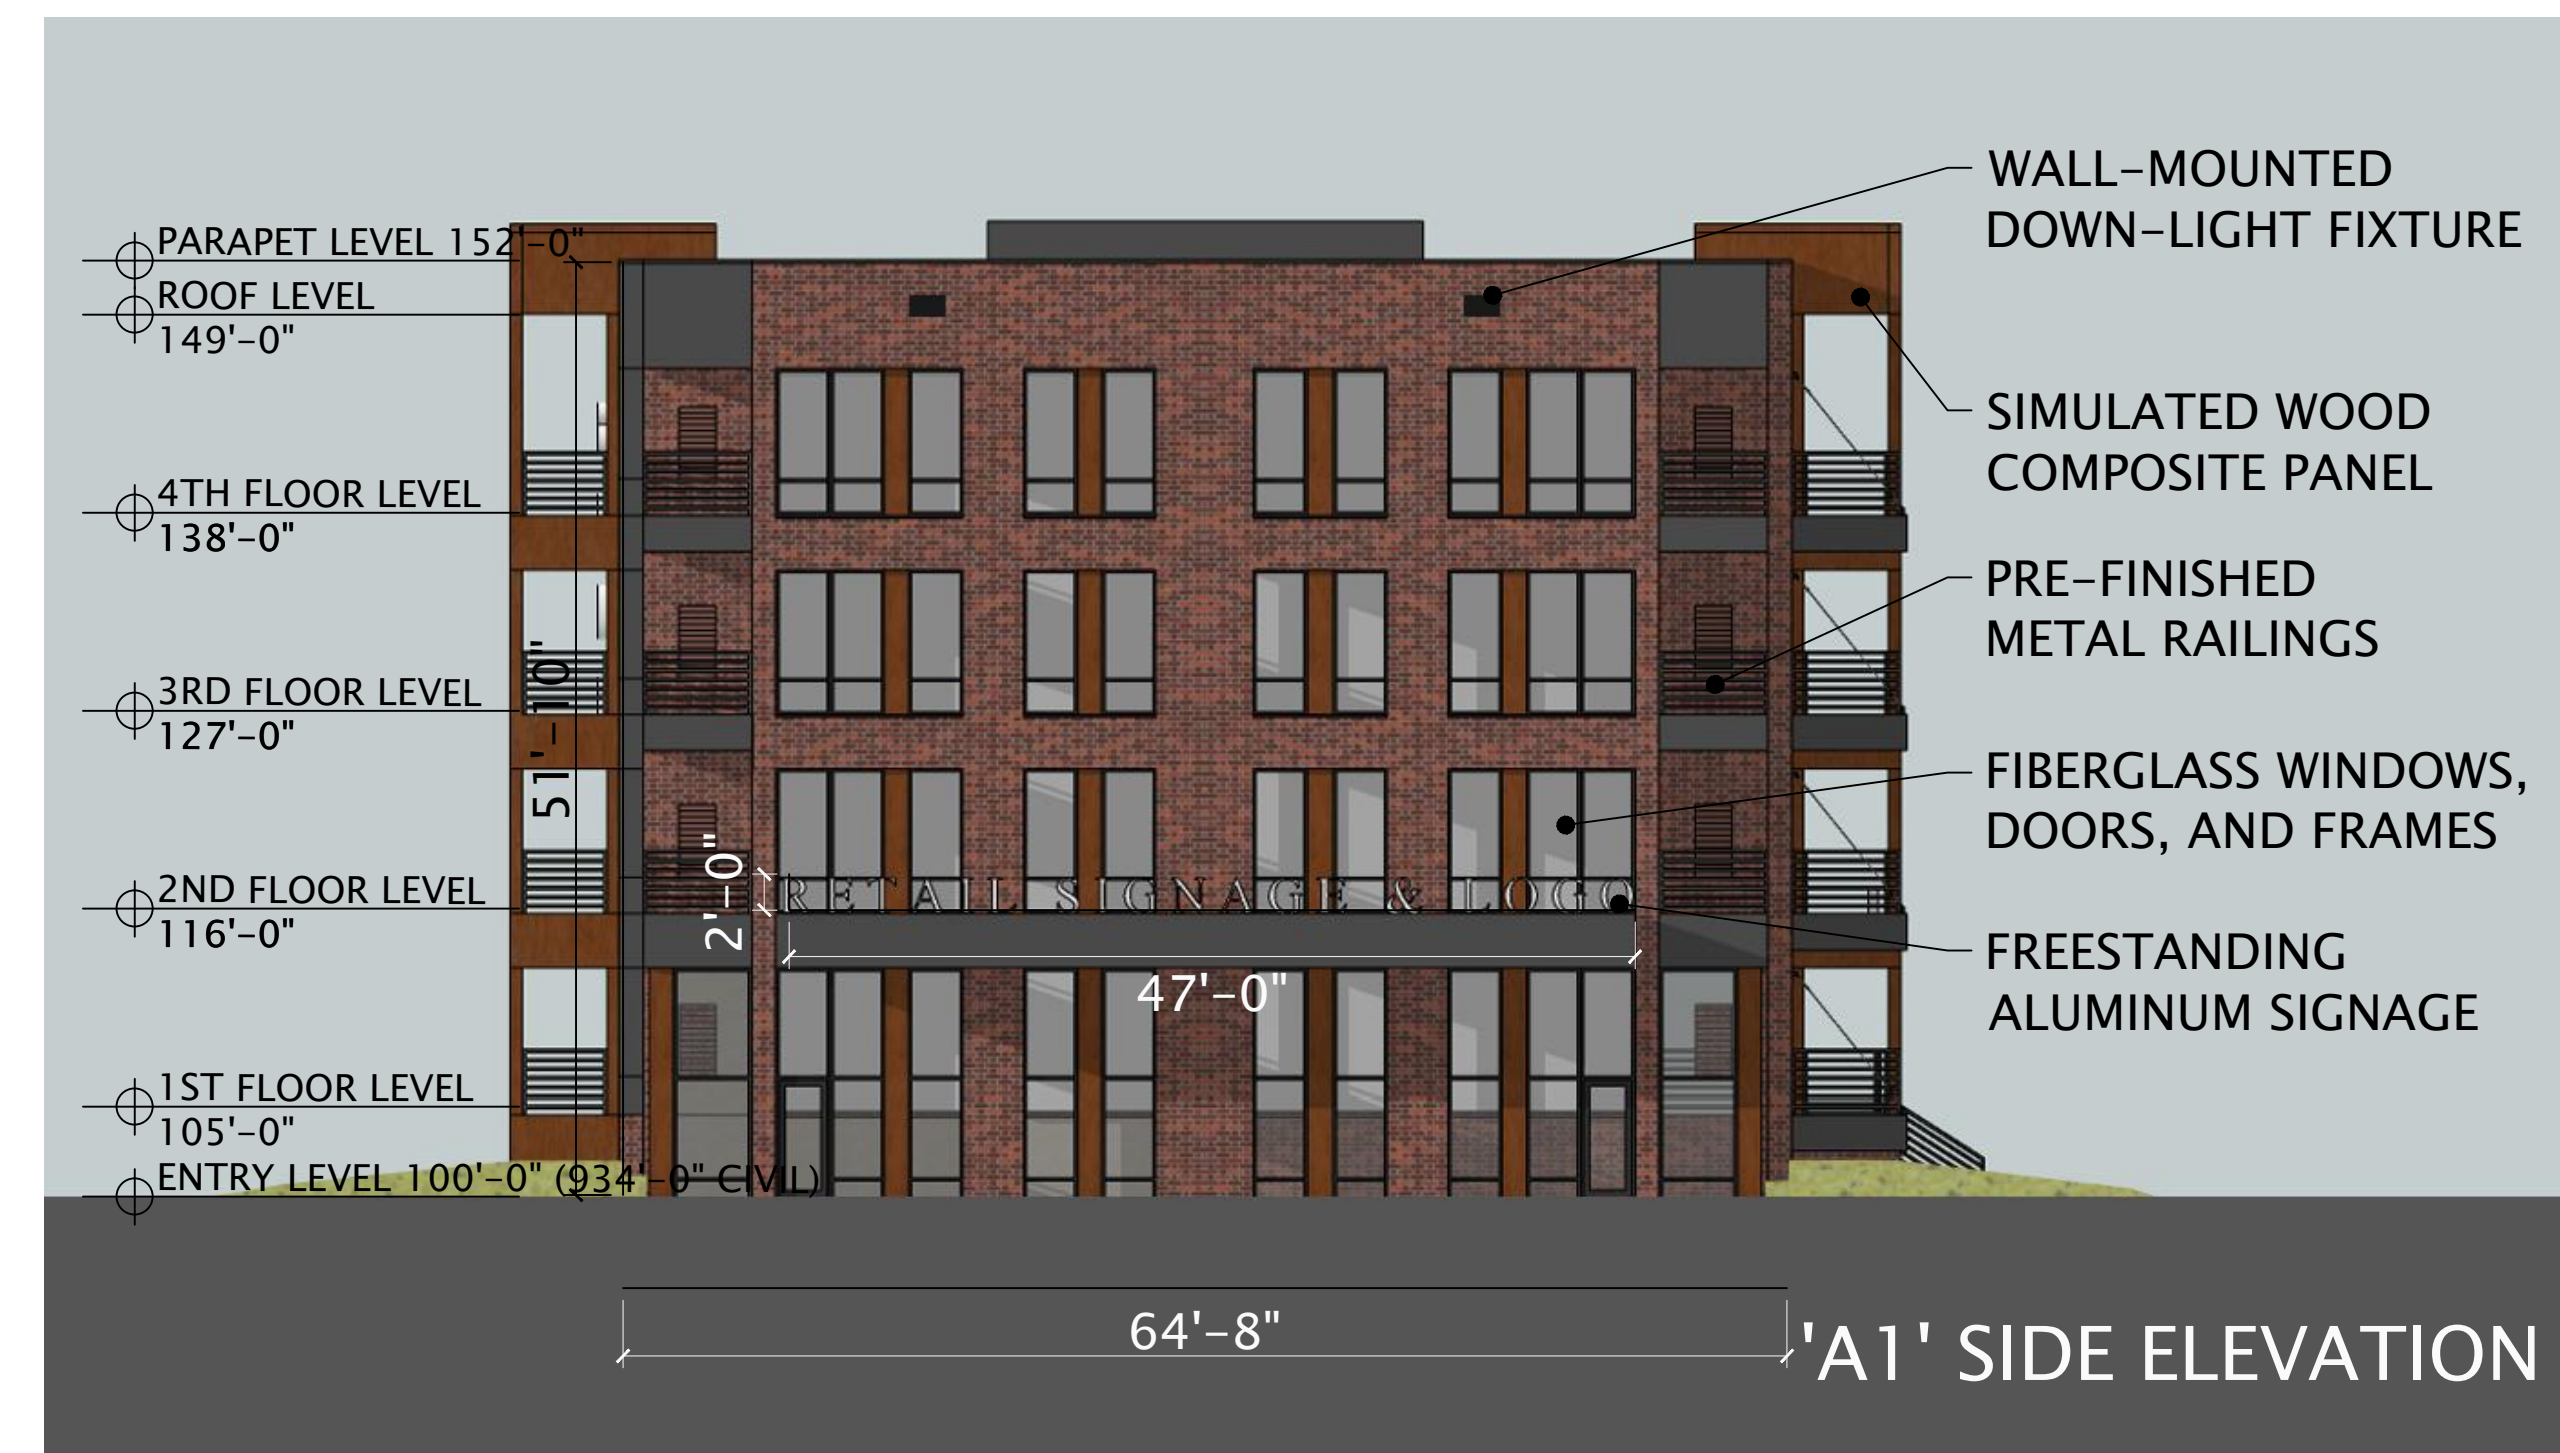 WALL-MOUNTED
DOWN-LIGHT FIXTURE
PARAPET LEVEL 152'-0"
ROOF LEVEL
149'-0"
SIMULATED WOOD
COMPOSITE PANEL
4TH FLOOR LEVEL
138'-0"
PRE-FINISHED
METAL RAILINGS
3RD FLOOR LEVEL
127'-0"
51'-10"
FIBERGLASS WINDOWS,
DOORS, AND FRAMES
2ND FLOOR LEVEL
116'-0"
2'-0"
RETAIL SIGNAGE & LOGO
47'-0"
FREESTANDING
ALUMINUM SIGNAGE
1ST FLOOR LEVEL
105'-0"
ENTRY LEVEL 100'-0" (934'-0" CIVIL)
64'-8"
'A1' SIDE ELEVATION